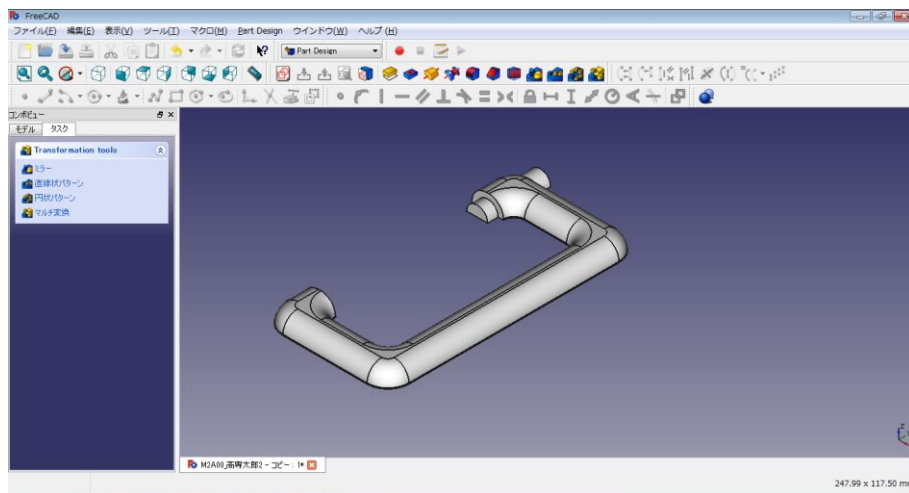 FreeCAD
ファイル(F) 編集(E) 表示(V) ツール(T) マクロ(M) Part Design ウインドウ(W) ヘルプ(H)
Part Design
コンボビュー
モデル タスク
Transformation tools
ミラー
直線状パターン
円状パターン
マルチ変換
M2A00_高専太郎2 - コピー : 1*
247.99 x 117.50 mm